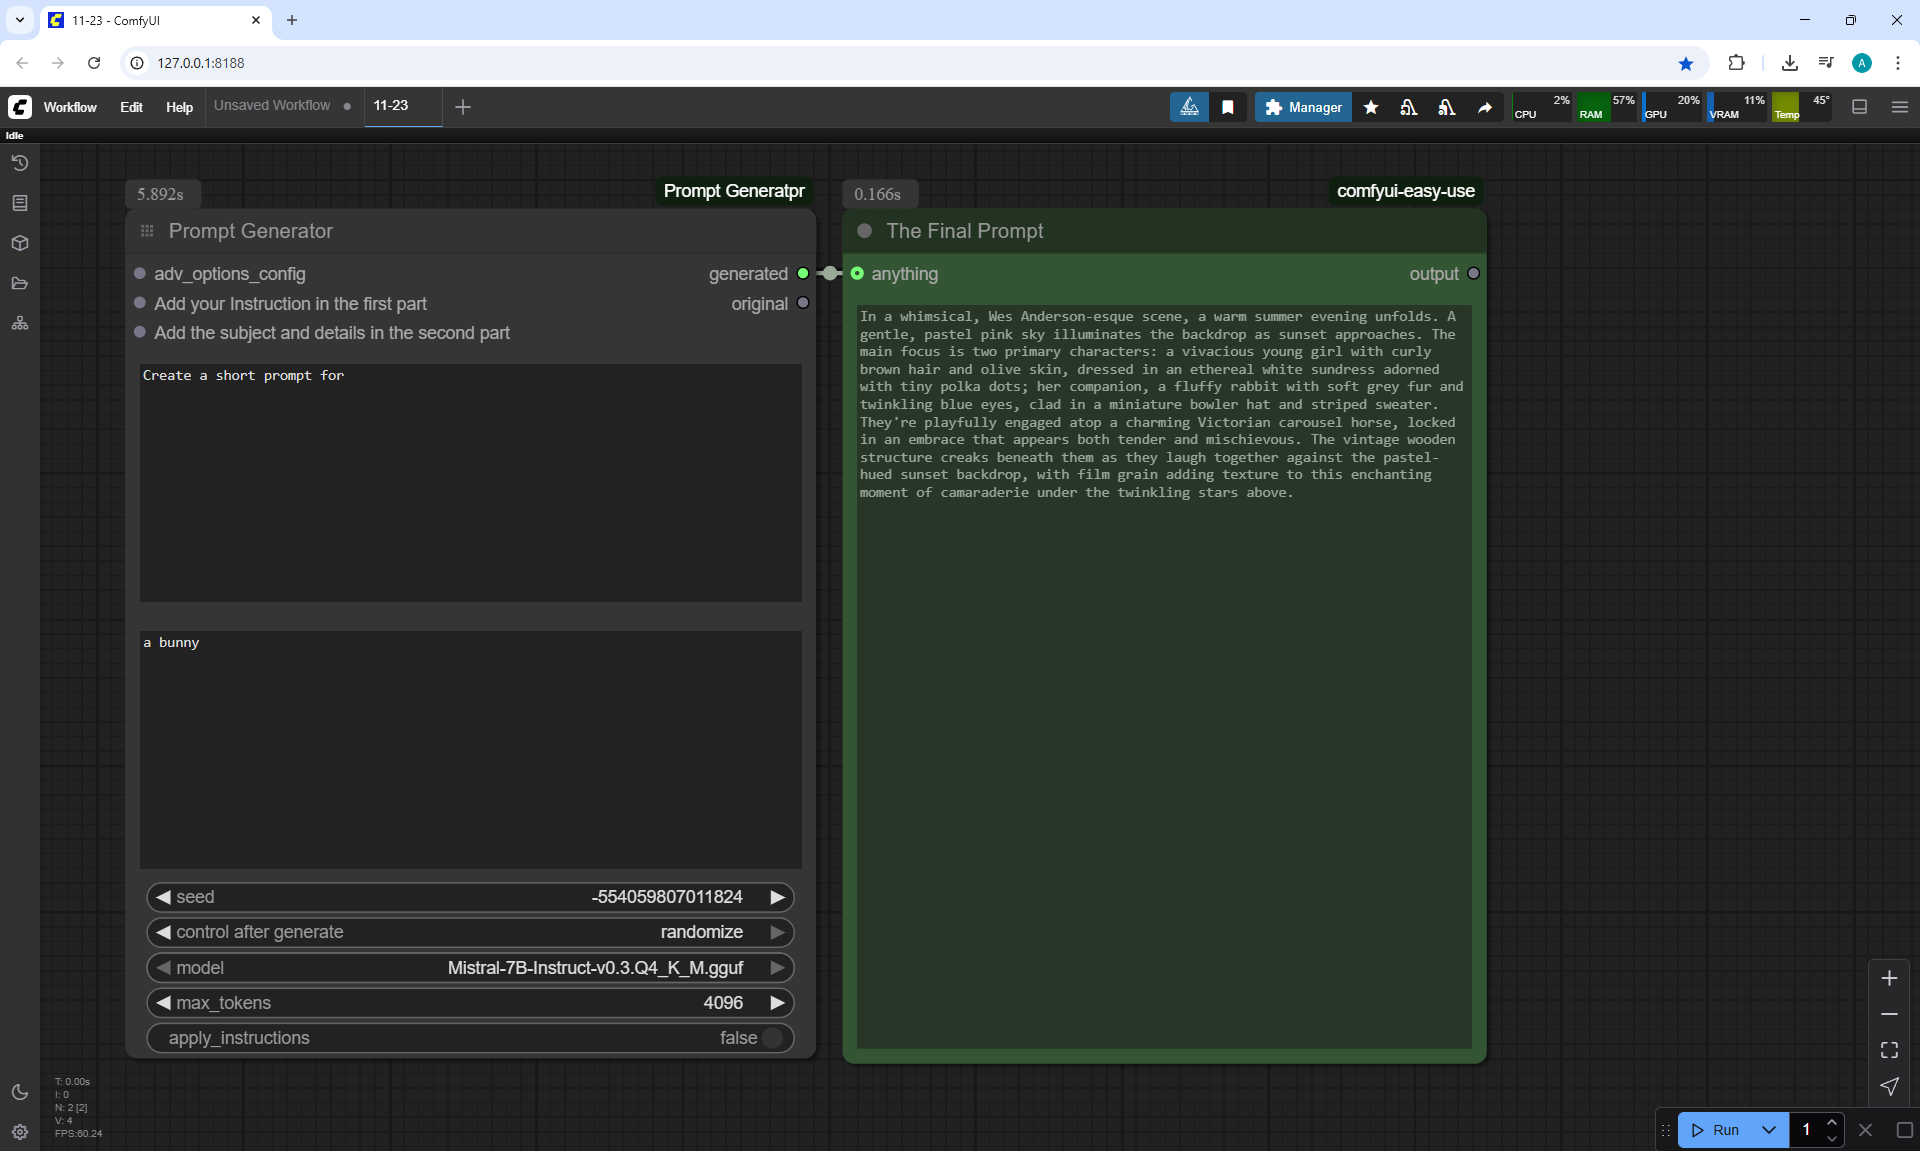 11-23 - ComfyUI
127.0.0.1:8188
Workflow Edit Help Unsaved Workflow 11-23
Manager
CPU 2% RAM 57% GPU 20% VRAM 11% Temp 45°
Idle
5.892s Prompt Generatpr
Prompt Generator
adv_options_config generated
Add your Instruction in the first part original
Add the subject and details in the second part
Create a short prompt for
a bunny
seed -554059807011824
control after generate randomize
model Mistral-7B-Instruct-v0.3.Q4_K_M.gguf
max_tokens 4096
apply_instructions false
0.166s comfyui-easy-use
The Final Prompt
anything output
In a whimsical, Wes Anderson-esque scene, a warm summer evening unfolds. A
gentle, pastel pink sky illuminates the backdrop as sunset approaches. The
main focus is two primary characters: a vivacious young girl with curly
brown hair and olive skin, dressed in an ethereal white sundress adorned
with tiny polka dots; her companion, a fluffy rabbit with soft grey fur and
twinkling blue eyes, clad in a miniature bowler hat and striped sweater.
They're playfully engaged atop a charming Victorian carousel horse, locked
in an embrace that appears both tender and mischievous. The vintage wooden
structure creaks beneath them as they laugh together against the pastel-
hued sunset backdrop, with film grain adding texture to this enchanting
moment of camaraderie under the twinkling stars above.
T: 0.00s
I: 0
N: 2 [2]
V: 4
FPS:60.24
Run 1
A